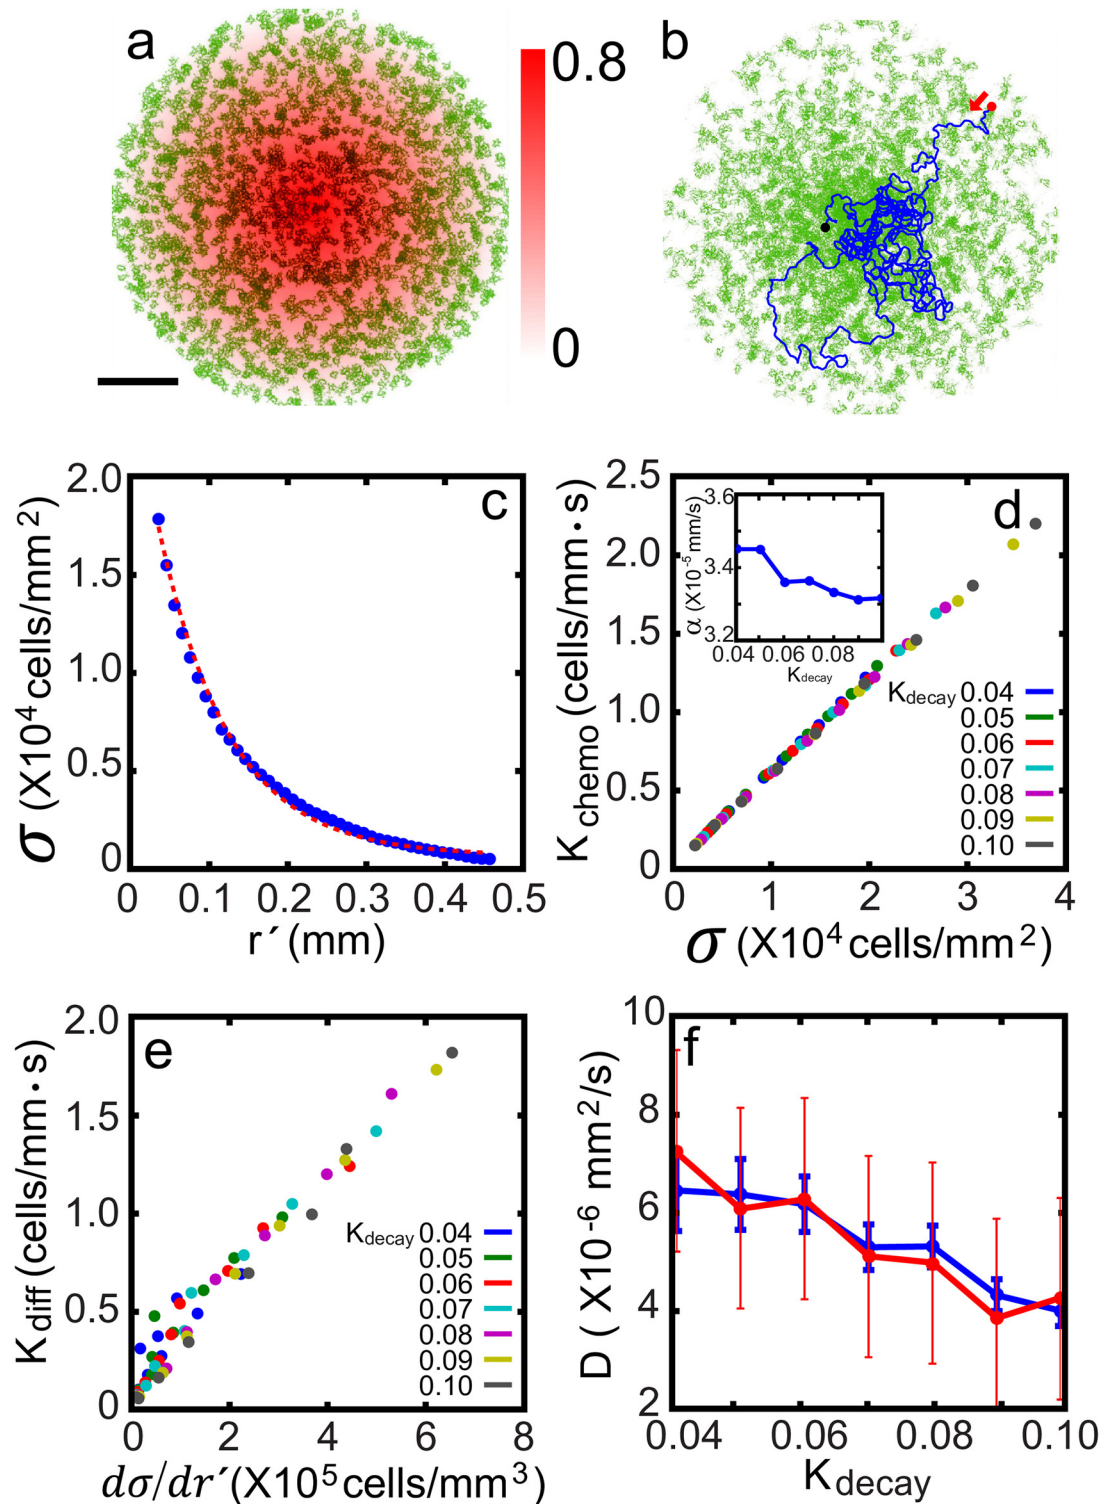 a
0.8
0
b
c
2.0
1.5
1.0
0.5
0
0 0.1 0.2 0.3 0.4 0.5
σ (X10⁴ cells/mm²)
r´ (mm)
d
2.5
2.0
1.5
1.0
0.5
0
0 1 2 3 4
K_chemo (cells/mm·s)
σ (X10⁴ cells/mm²)
3.6
3.4
3.2
α (X10⁻⁵ mm/s)
0.04 0.06 0.08
K_decay
K_decay 0.04
0.05
0.06
0.07
0.08
0.09
0.10
e
2.0
1.5
1.0
0.5
0
0 2 4 6 8
K_diff (cells/mm·s)
dσ/dr´(X10⁵ cells/mm³)
K_decay 0.04
0.05
0.06
0.07
0.08
0.09
0.10
f
10
8
6
4
2
0.04 0.06 0.08 0.10
D ( X10⁻⁶ mm²/s)
K_decay